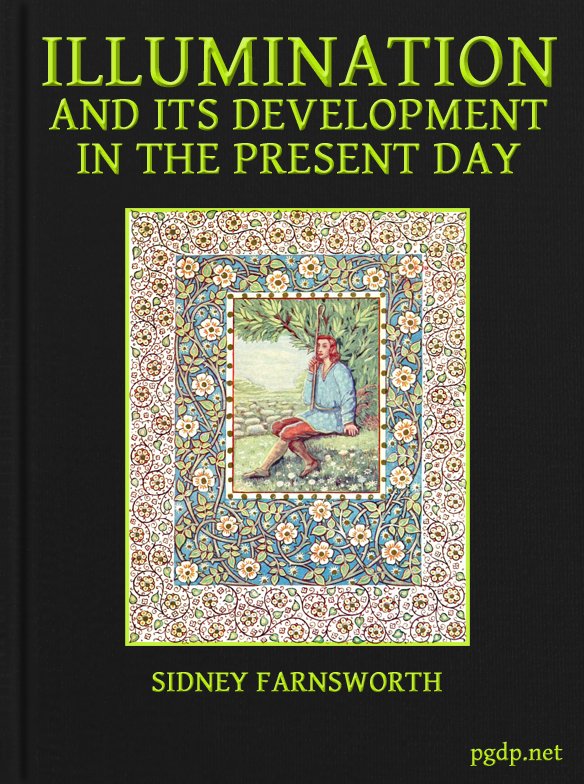 ILLUMINATION
AND ITS DEVELOPMENT
IN THE PRESENT DAY
SIDNEY FARNSWORTH
pgdp.net